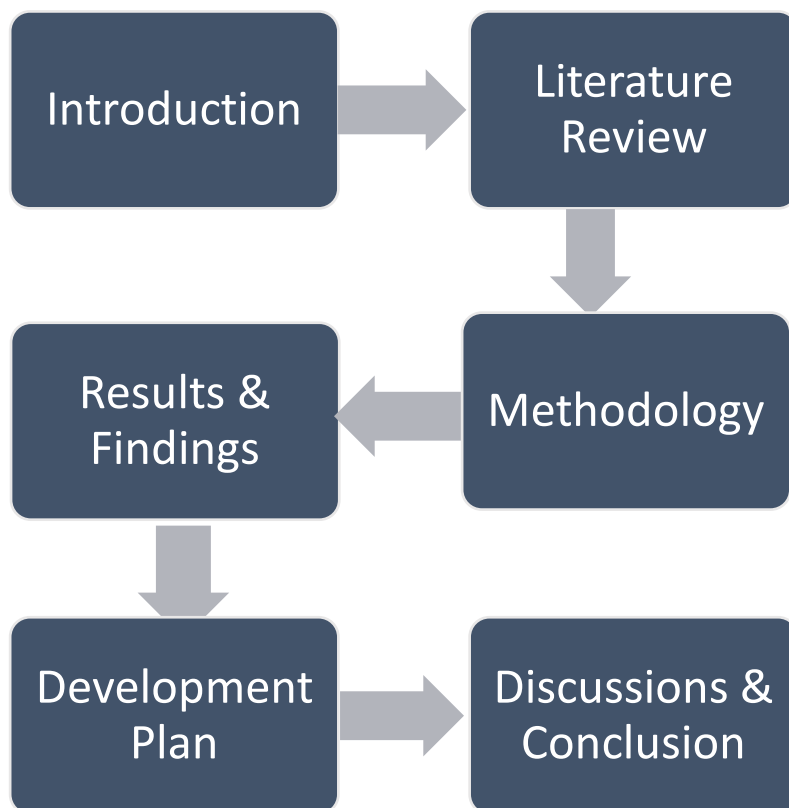 Introduction
Literature
Review
Methodology
Results &
Findings
Development
Plan
Discussions &
Conclusion